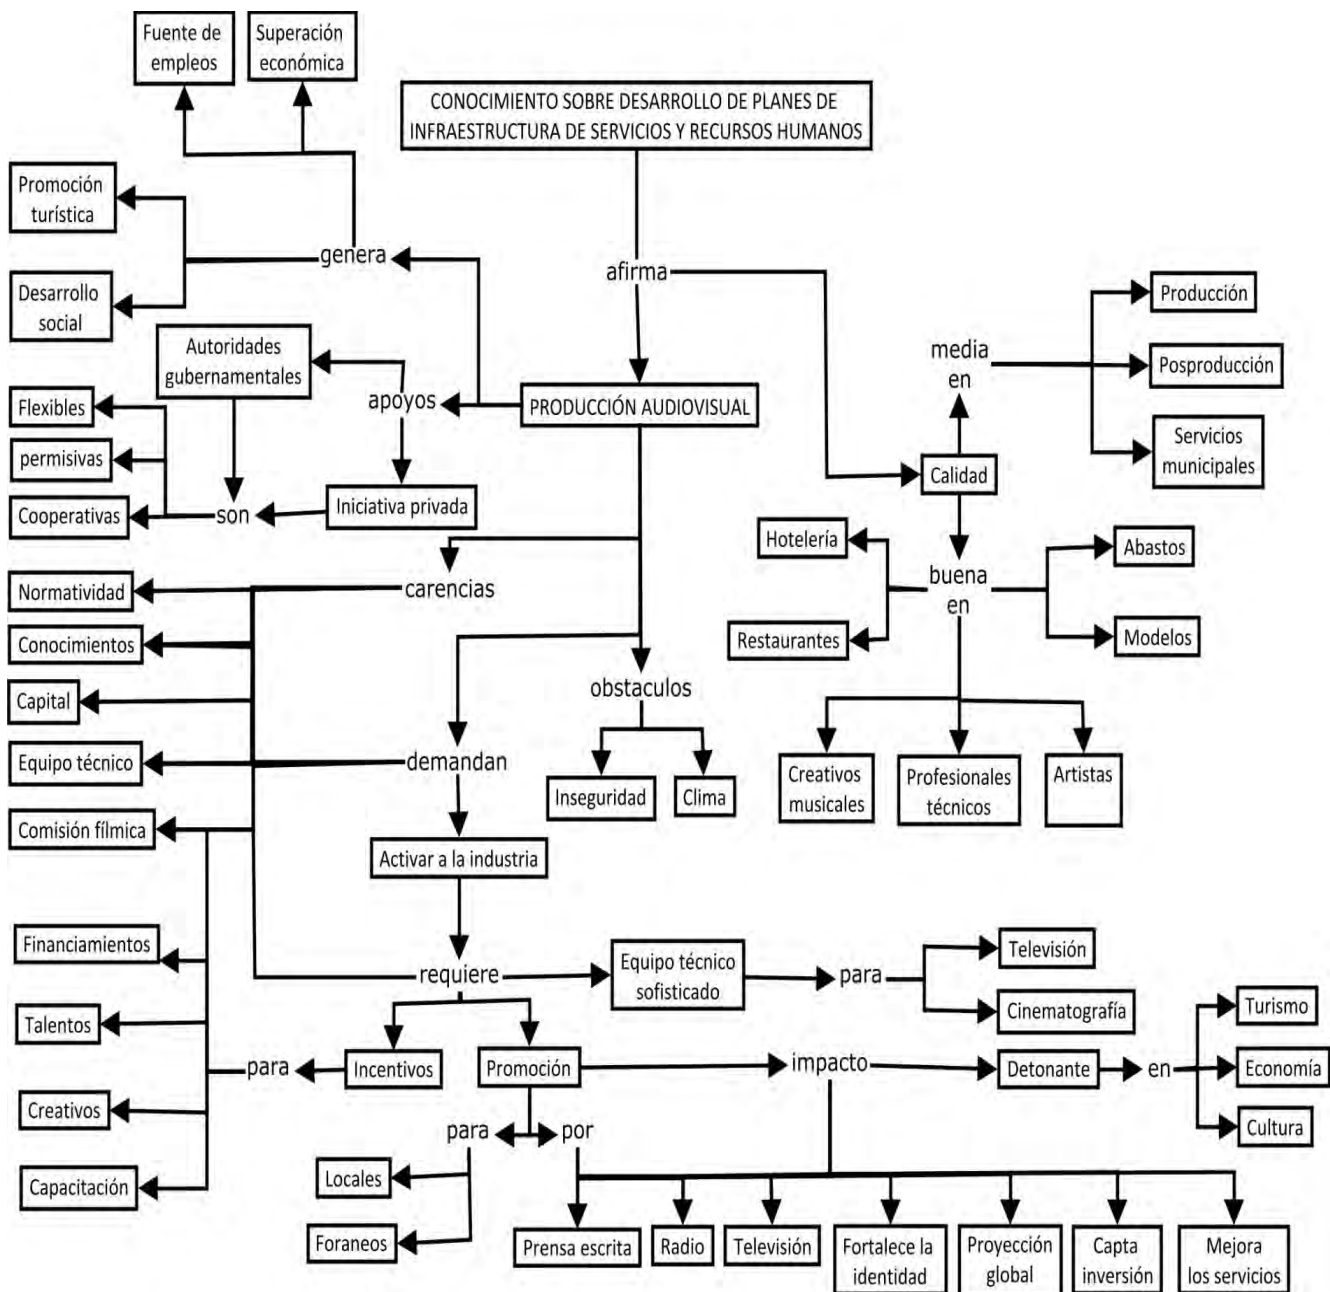 Fuente de
empleos
Superación
económica
CONOCIMIENTO SOBRE DESARROLLO DE PLANES DE
INFRAESTRUCTURA DE SERVICIOS Y RECURSOS HUMANOS
Promoción
turística
genera
afirma
Desarrollo
social
Producción
Autoridades
gubernamentales
media
en
Posproducción
Flexibles
apoyos
PRODUCCIÓN AUDIOVISUAL
permisivas
Servicios
municipales
Calidad
Cooperativas
son
Iniciativa privada
Hotelería
Abastos
Normatividad
carencias
buena
en
Conocimientos
Restaurantes
Modelos
Capital
obstaculos
Equipo técnico
demandan
Inseguridad
Clima
Creativos
musicales
Profesionales
técnicos
Artistas
Comisión fílmica
Activar a la industria
Financiamientos
requiere
Equipo técnico
sofisticado
para
Televisión
Cinematografía
Talentos
para
Incentivos
Promoción
impacto
Detonante
en
Turismo
Economía
Cultura
Creativos
para
por
Capacitación
Locales
Foraneos
Prensa escrita
Radio
Televisión
Fortalece la
identidad
Proyección
global
Capta
inversión
Mejora
los servicios